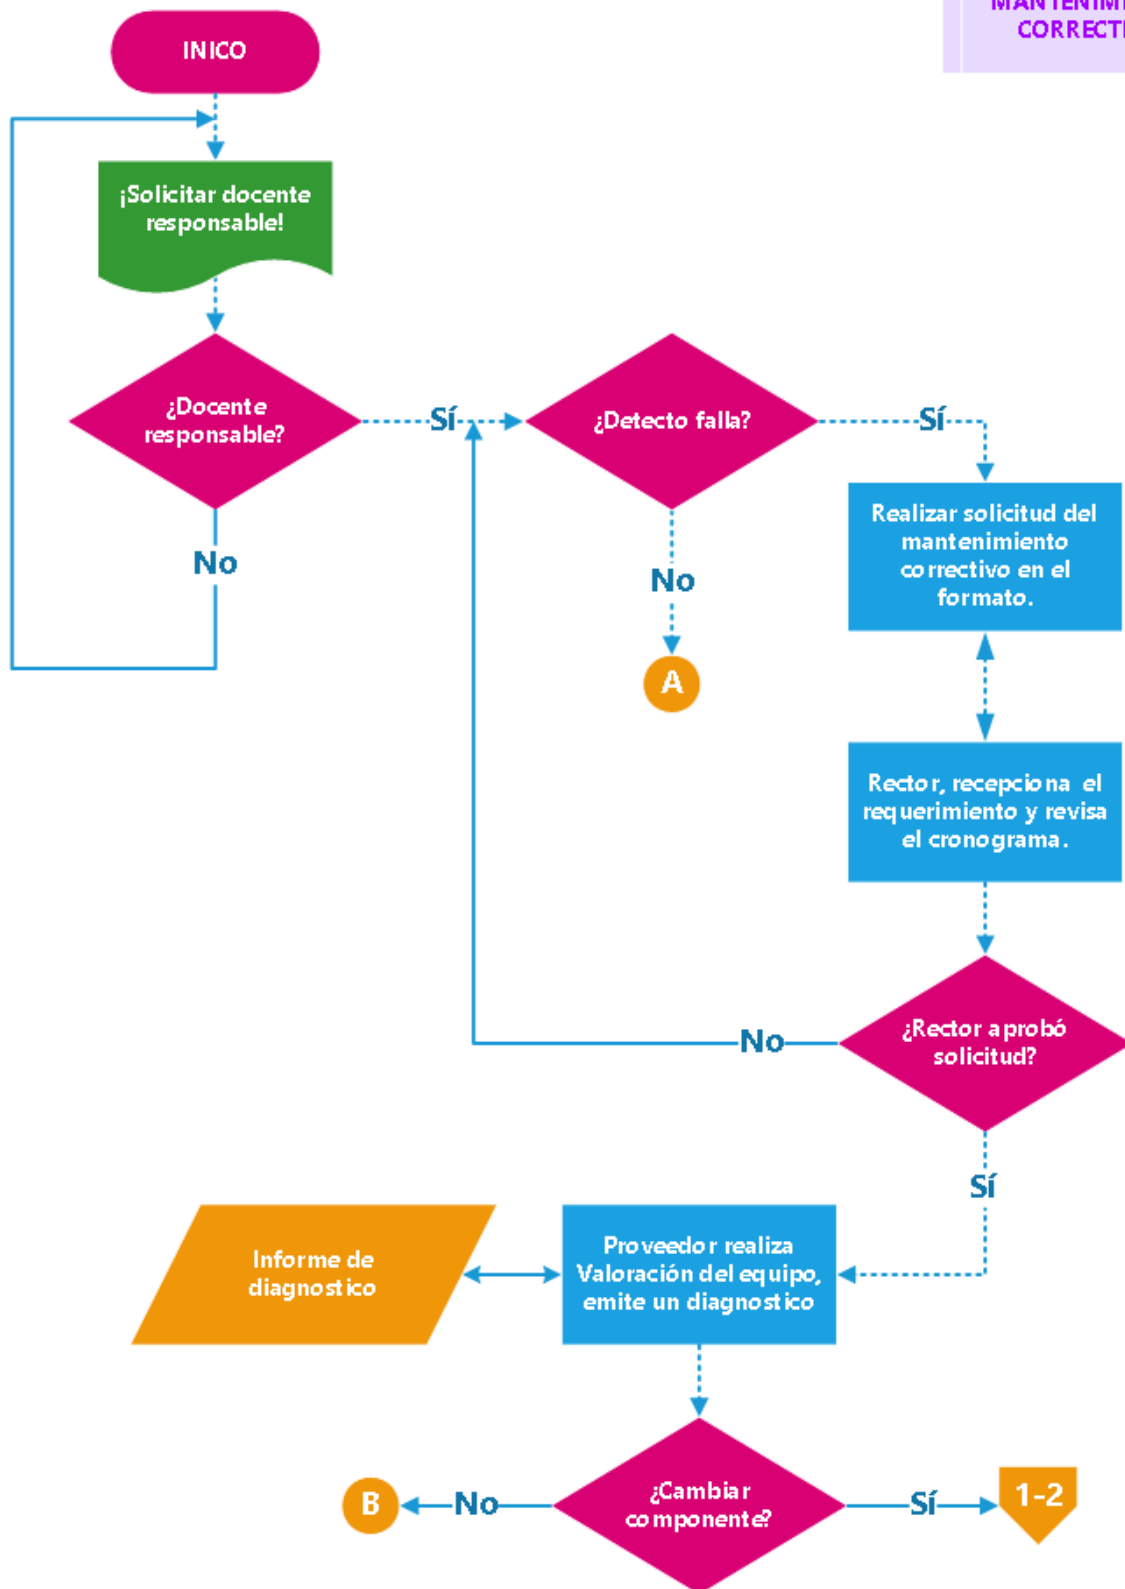 CORRECTI
INICO
¡Solicitar docente
responsable!
¿Docente
responsable?
Sí
No
¿Detecto falla?
Sí
No
A
Realizar solicitud del
mantenimiento
correctivo en el
formato.
Rector, recepciona el
requerimiento y revisa
el cronograma.
¿Rector aprobó
solicitud?
No
Sí
Proveedor realiza
Valoración del equipo,
emite un diagnostico
Informe de
diagnostico
¿Cambiar
componente?
No
B
Sí
1-2